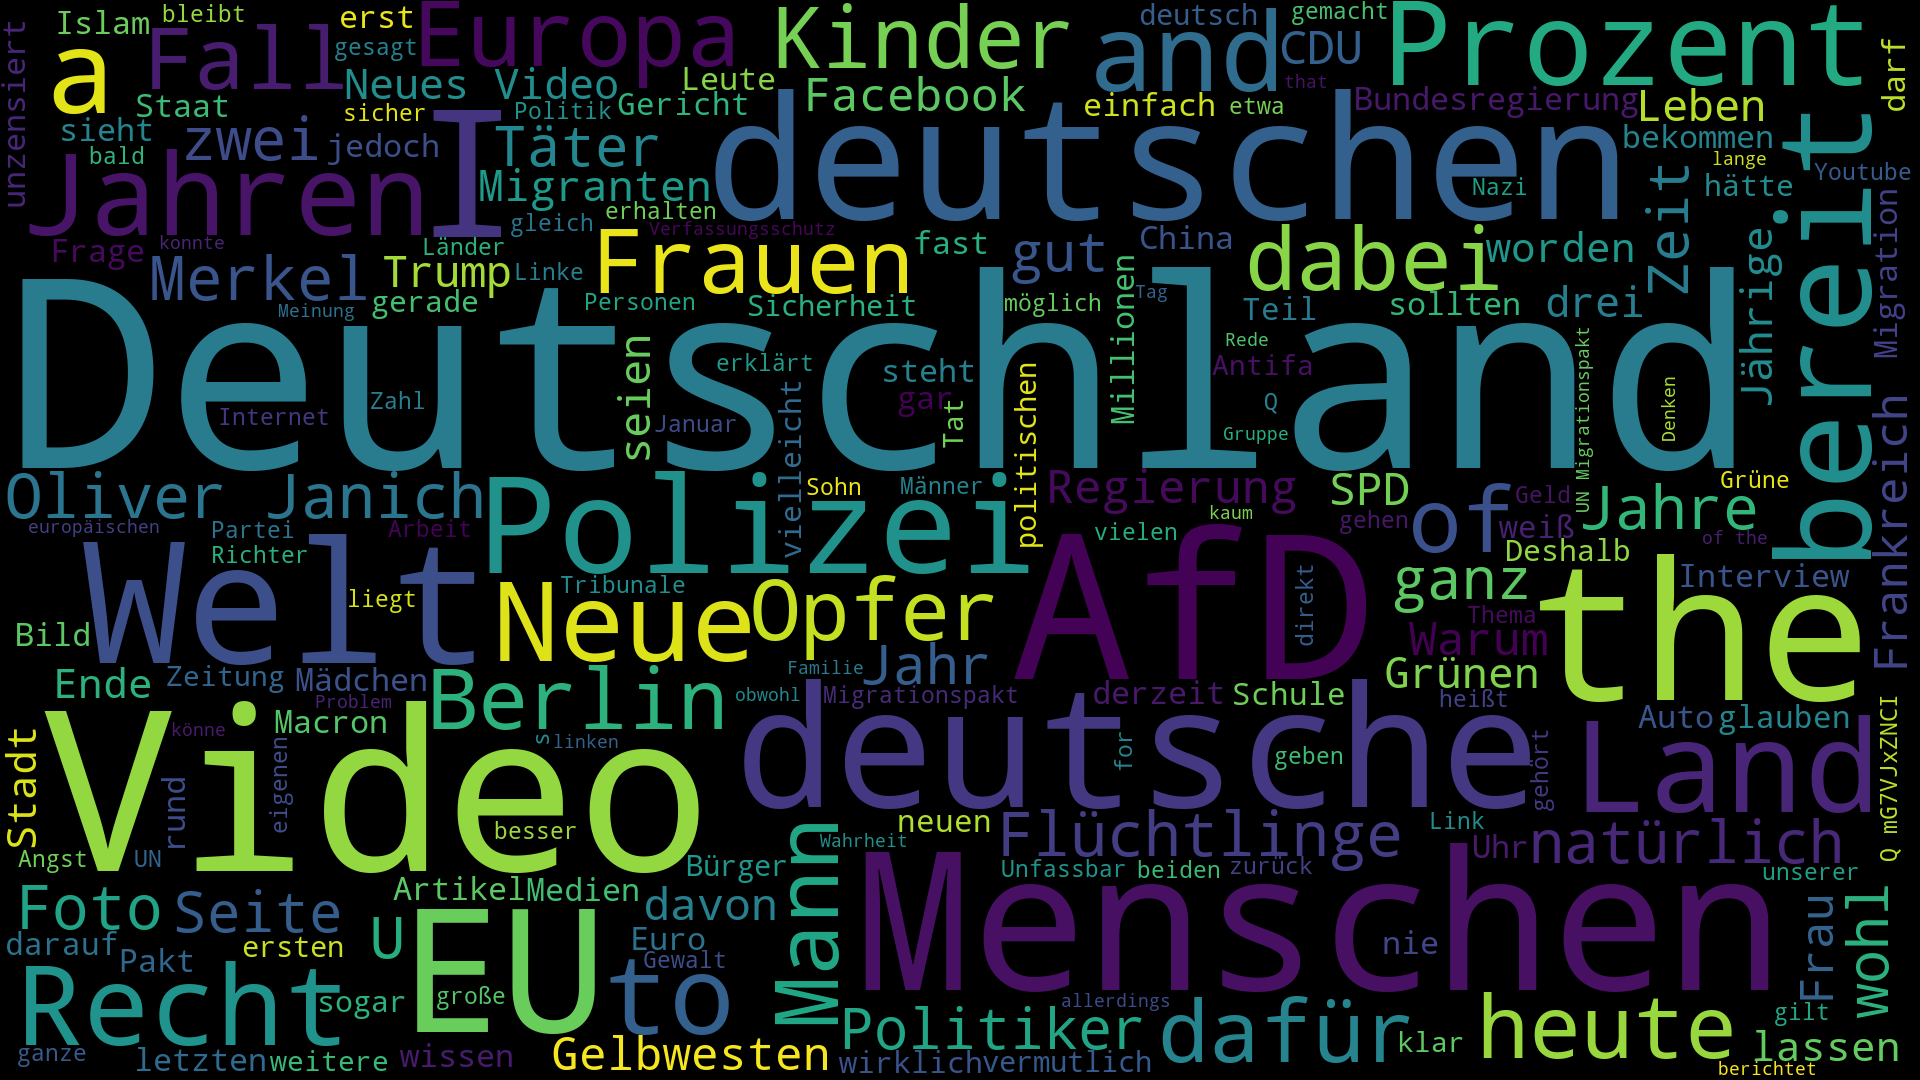 Islam
bleibt
erst
Europa
Kinder
deutsch
gemacht
Prozent
unzensiert
a
Fall
gesagt
Neues Video
Leute
and
CDU
that
darf
Staat
sicher
Politik
Gericht
Facebook
einfach
etwa
Bundesregierung
Leben
sieht
zwei
jedoch
I
Täter
deutschen
bekommen
bereit
bald
Jahren
Migranten
Nazi
Zeit
lange
hätte
Youtube
erhalten
gleich
Verfassungsschutz
Frage
konnte
Länder
Frauen
fast
gut
China
dabei
worden
Jährige
Migration
Merkel
Trump
Linke
gerade
Meinung
Personen
Sicherheit
möglich
Millionen
Tag
Teil
sollten
drei
Deutschland
seien
erklärt
steht
Rede
Antifa
UN Migrationspakt
Internet
Zahl
Januar
vielleicht
gar
Tat
politischen
Q
Gruppe
Denken
Frankreich
Oliver Janich
Polizei
Sohn
Männer
Regierung
SPD
Geld
Grüne
Jahre
europäischen
Partei
Arbeit
vielen
kaum
gehen
of
weiß
of the
Richter
Welt
Tribunale
AfD
Deshalb
Interview
liegt
Neue
Opfer
direkt
ganz
the
Thema
Bild
Warum
Ende
Zeitung
Mädchen
Familie
Jahr
Grünen
Problem
Berlin
obwohl
Migrationspakt
derzeit
Schule
heißt
Macron
könne
s
linken
deutsche
for
geben
gehört
Land
Auto
glauben
Q mG7VJxZNCI
Stadt
Video
rund
eigenen
besser
Mann
neuen
Flüchtlinge
Link
Uhr
natürlich
Wahrheit
Angst
UN
Bürger
Unfassbar
beiden
zurück
unserer
Artikel
Medien
Menschen
Foto
Seite
U
EU
davon
Frau
wohl
darauf
Pakt
ersten
Euro
Gewalt
nie
Recht
sogar
große
to
allerdings
gilt
Politiker
dafür
klar
heute
lassen
ganze
letzten
weitere
wissen
Gelbwesten
wirklich
vermutlich
berichtet